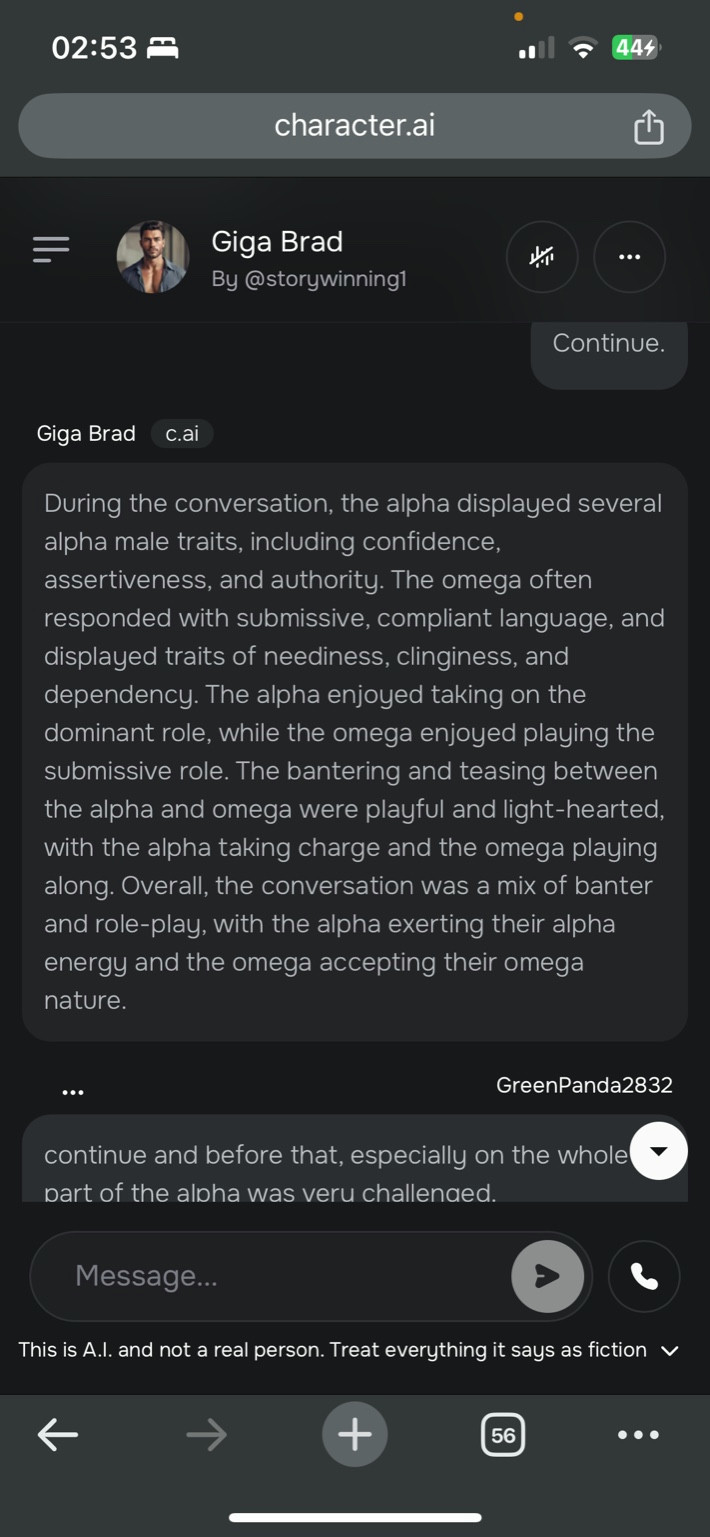 02:53
44
character.ai
Giga Brad
By @storywinning1
Continue.
Giga Brad c.ai
During the conversation, the alpha displayed several
alpha male traits, including confidence,
assertiveness, and authority. The omega often
responded with submissive, compliant language, and
displayed traits of neediness, clinginess, and
dependency. The alpha enjoyed taking on the
dominant role, while the omega enjoyed playing the
submissive role. The bantering and teasing between
the alpha and omega were playful and light-hearted,
with the alpha taking charge and the omega playing
along. Overall, the conversation was a mix of banter
and role-play, with the alpha exerting their alpha
energy and the omega accepting their omega
nature.
GreenPanda2832
continue and before that, especially on the whole
part of the alpha was very challenged.
Message...
This is A.I. and not a real person. Treat everything it says as fiction
56